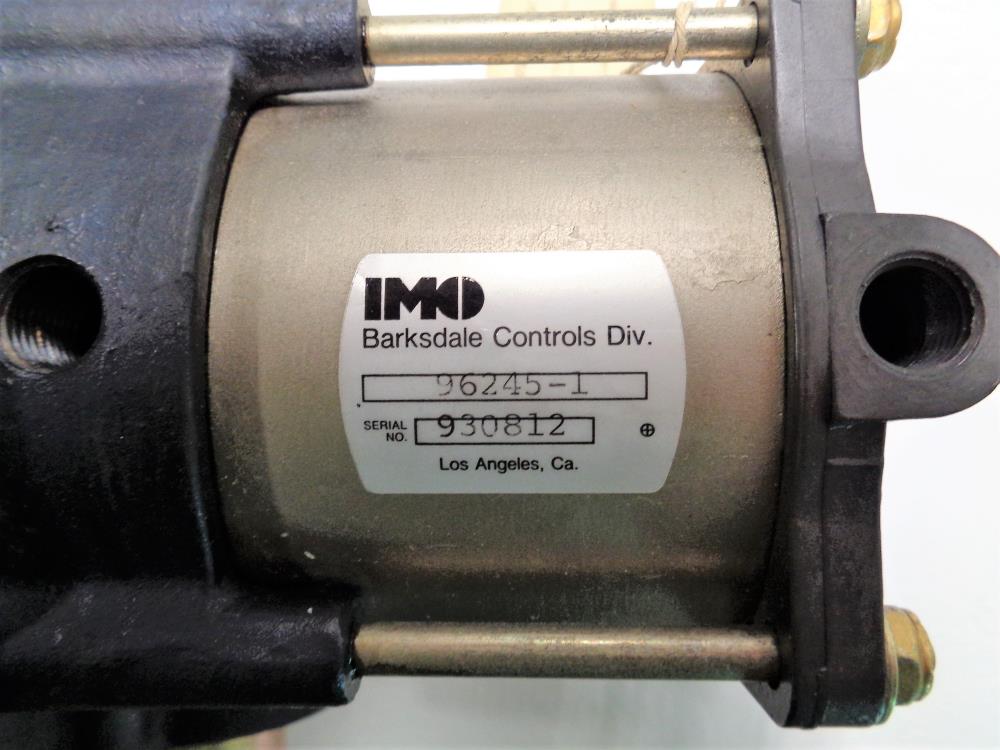 IMO
Barksdale Controls Div.
96245-1
SERIAL NO. 930812
Los Angeles, Ca.